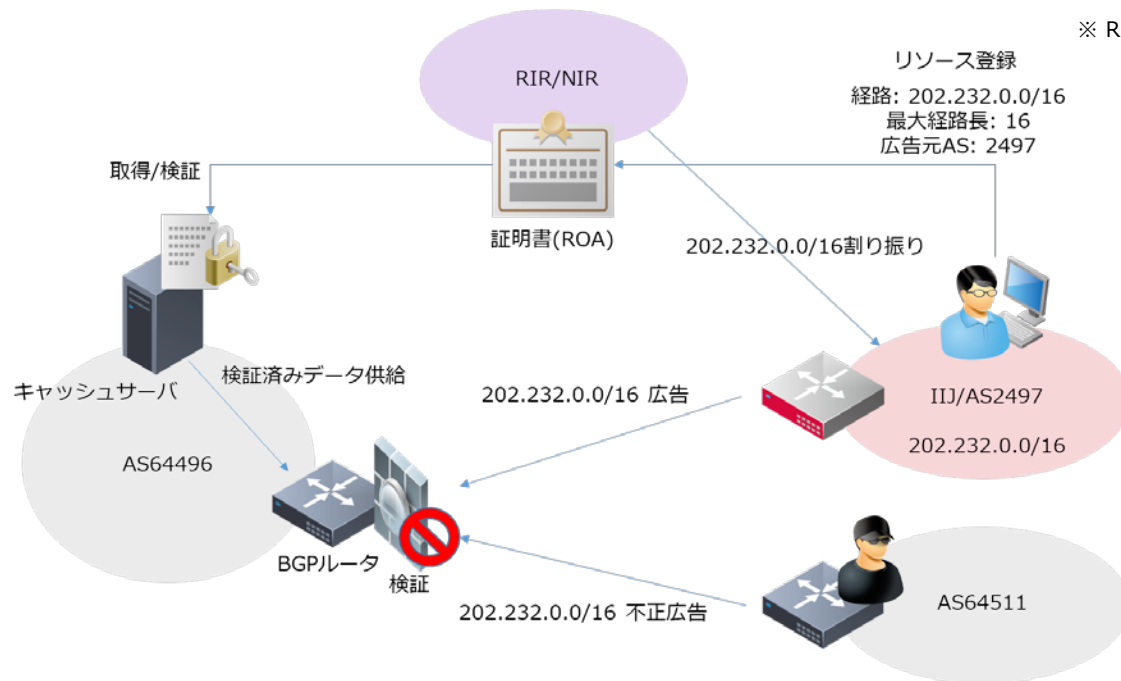 ※ R
RIR/NIR
リソース登録
経路: 202.232.0.0/16
最大経路長: 16
広告元AS: 2497
取得/検証
証明書(ROA)
202.232.0.0/16割り振り
キャッシュサーバ
検証済みデータ供給
202.232.0.0/16 広告
IIJ/AS2497
202.232.0.0/16
AS64496
BGPルータ
検証
202.232.0.0/16 不正広告
AS64511